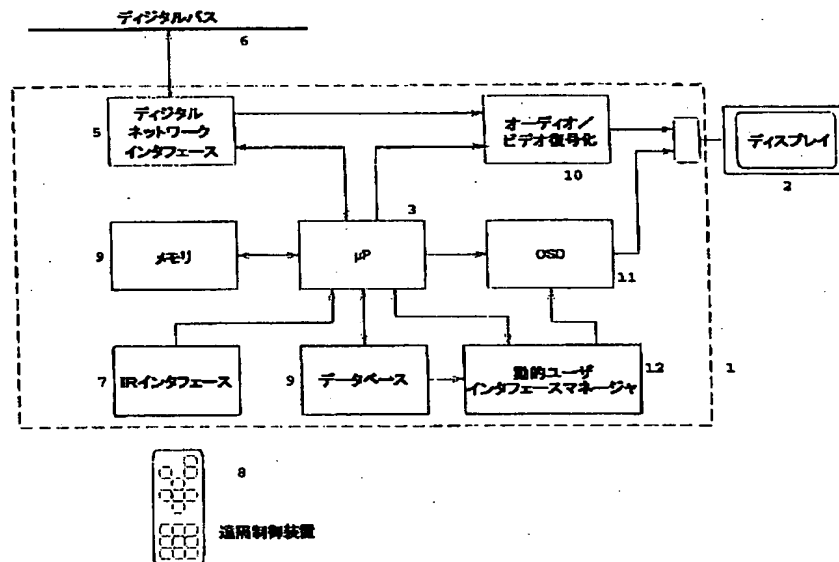 ディジタルバス
6
5
ディジタル
ネットワーク
インタフェース
オーディオ/
ビデオ復号化
10
ディスプレイ
2
3
9
メモリ
μP
OSD
11
7
IRインタフェース
9
データベース
動的ユーザ
インタフェースマネージャ
12
1
8
遠隔制御装置